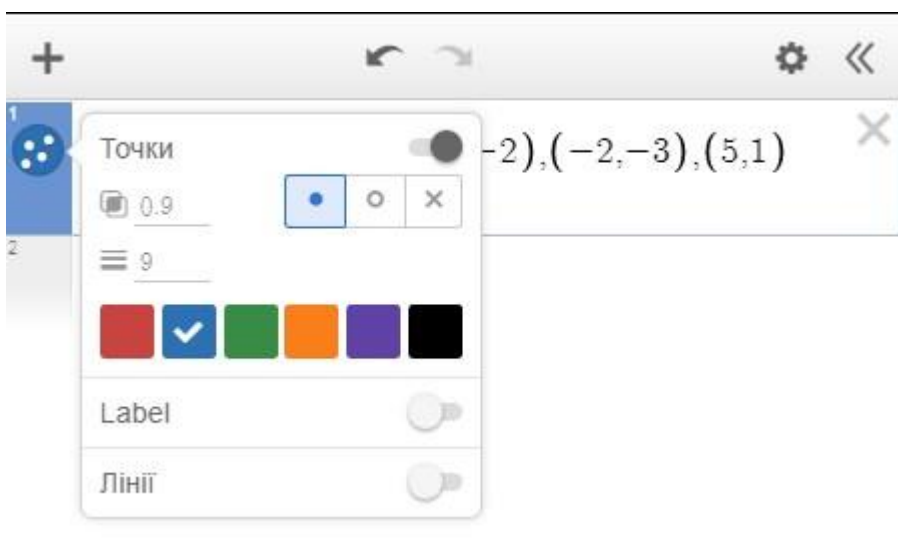 1
Точки
-2),(-2,-3),(5,1)
0.9
2
9
Label
Лінії